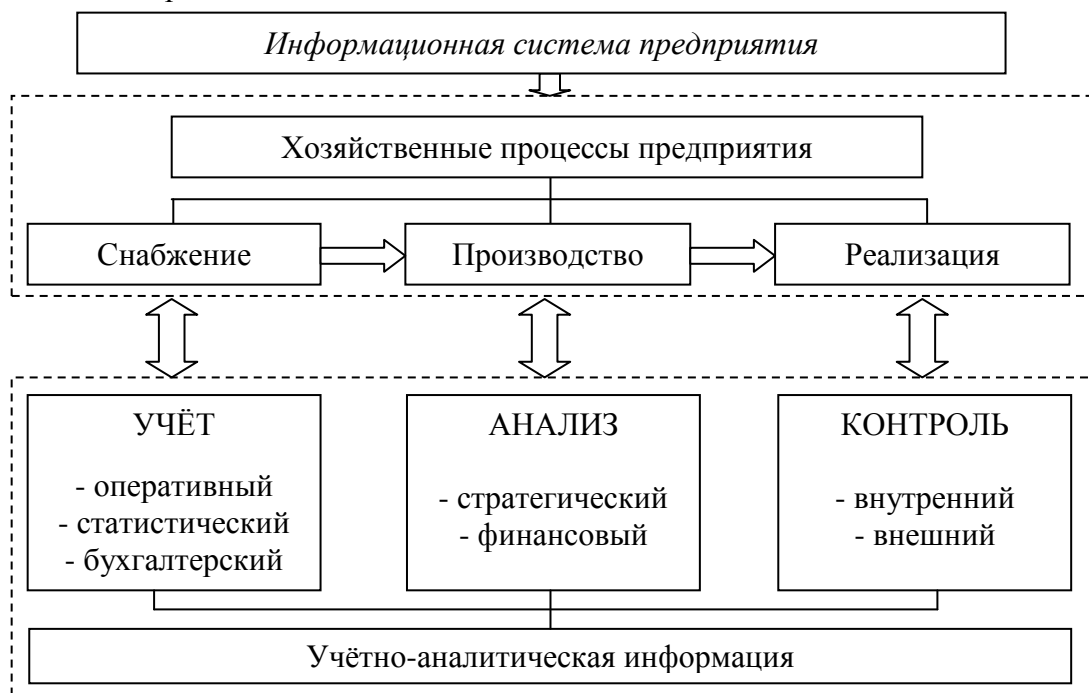 Информационная система предприятия
Хозяйственные процессы предприятия
Снабжение
Производство
Реализация
УЧЁТ
- оперативный
- статистический
- бухгалтерский
АНАЛИЗ
- стратегический
- финансовый
КОНТРОЛЬ
- внутренний
- внешний
Учётно-аналитическая информация